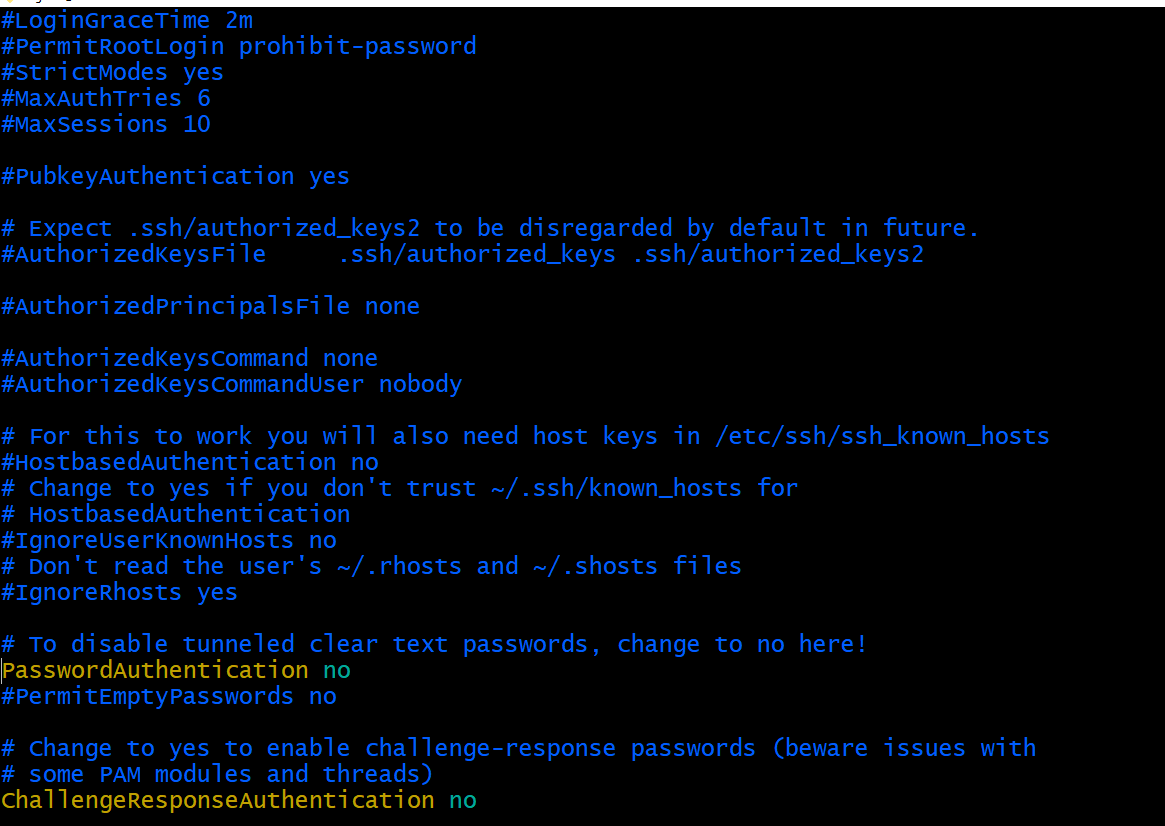 #LoginGraceTime 2m
#PermitRootLogin prohibit-password
#StrictModes yes
#MaxAuthTries 6
#MaxSessions 10
#PubkeyAuthentication yes
# Expect .ssh/authorized_keys2 to be disregarded by default in future.
#AuthorizedKeysFile     .ssh/authorized_keys .ssh/authorized_keys2
#AuthorizedPrincipalsFile none
#AuthorizedKeysCommand none
#AuthorizedKeysCommandUser nobody
# For this to work you will also need host keys in /etc/ssh/ssh_known_hosts
#HostbasedAuthentication no
# Change to yes if you don't trust ~/.ssh/known_hosts for
# HostbasedAuthentication
#IgnoreUserKnownHosts no
# Don't read the user's ~/.rhosts and ~/.shosts files
#IgnoreRhosts yes
# To disable tunneled clear text passwords, change to no here!
PasswordAuthentication no
#PermitEmptyPasswords no
# Change to yes to enable challenge-response passwords (beware issues with
# some PAM modules and threads)
ChallengeResponseAuthentication no